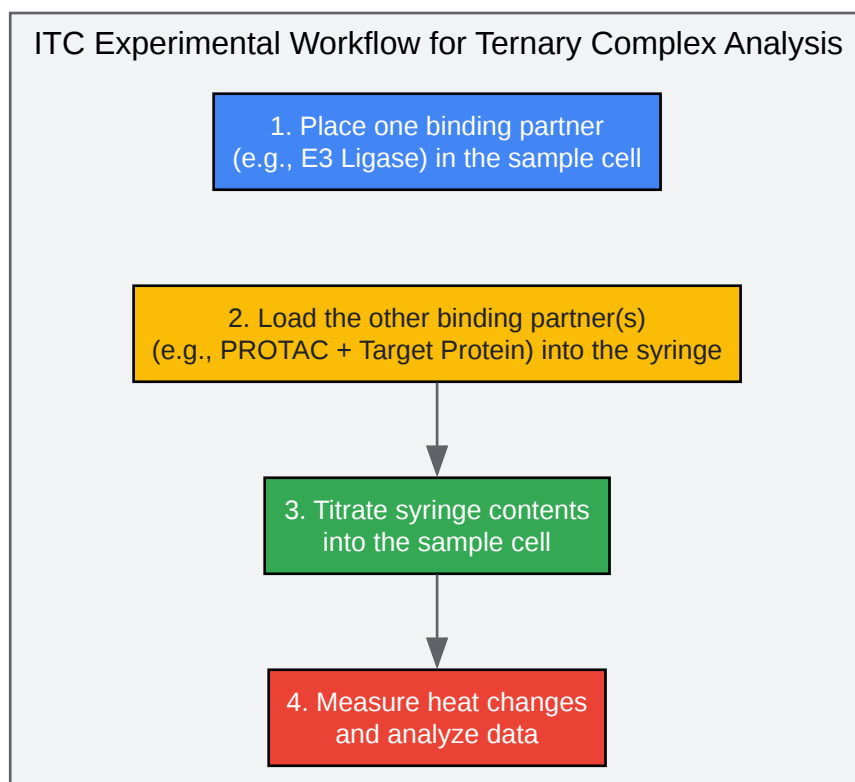 ITC Experimental Workflow for Ternary Complex Analysis
1. Place one binding partner
(e.g., E3 Ligase) in the sample cell
2. Load the other binding partner(s)
(e.g., PROTAC + Target Protein) into the syringe
3. Titrate syringe contents
into the sample cell
4. Measure heat changes
and analyze data